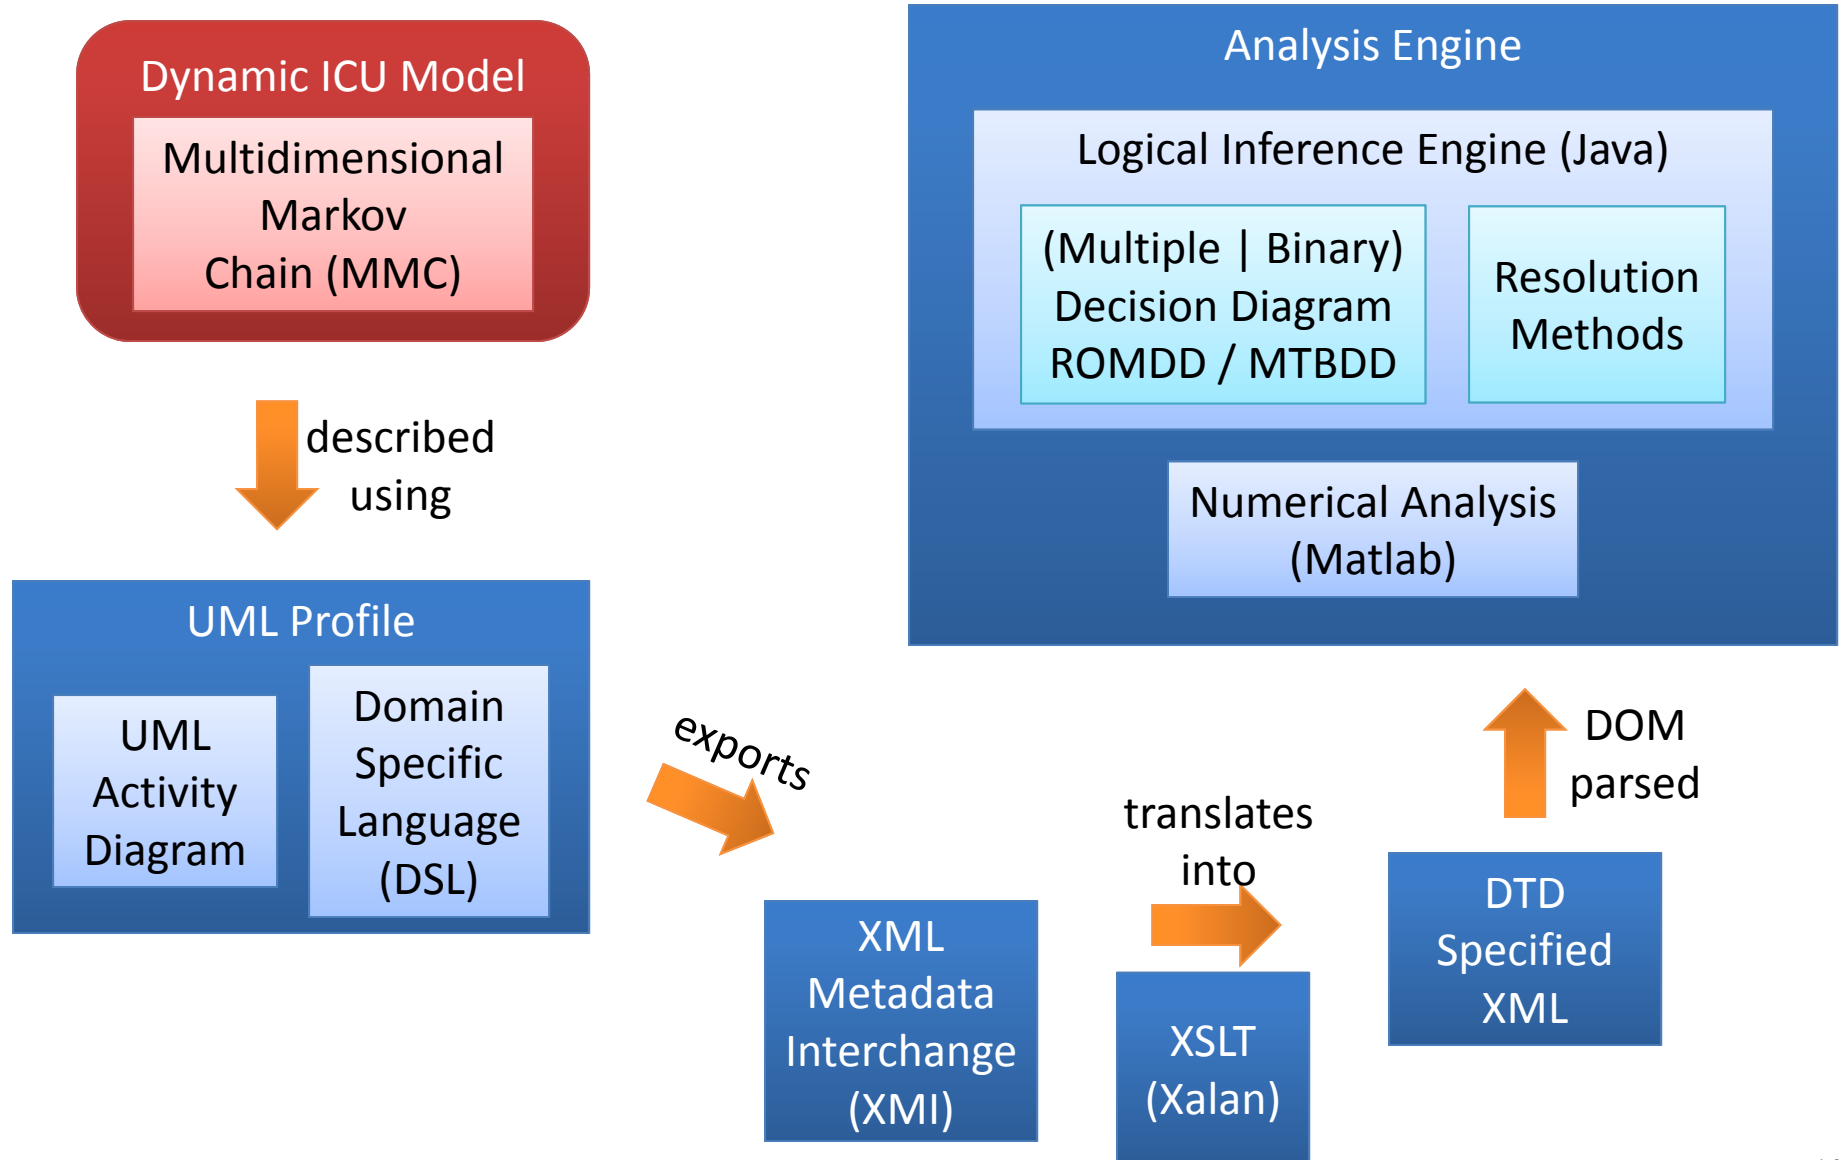 Dynamic ICU Model
Multidimensional
Markov
Chain (MMC)
described
using
UML Profile
UML
Activity
Diagram
Domain
Specific
Language
(DSL)
exports
XML
Metadata
Interchange
(XMI)
translates
into
XSLT
(Xalan)
DTD
Specified
XML
DOM
parsed
Analysis Engine
Logical Inference Engine (Java)
(Multiple | Binary)
Decision Diagram
ROMDD / MTBDD
Resolution
Methods
Numerical Analysis
(Matlab)